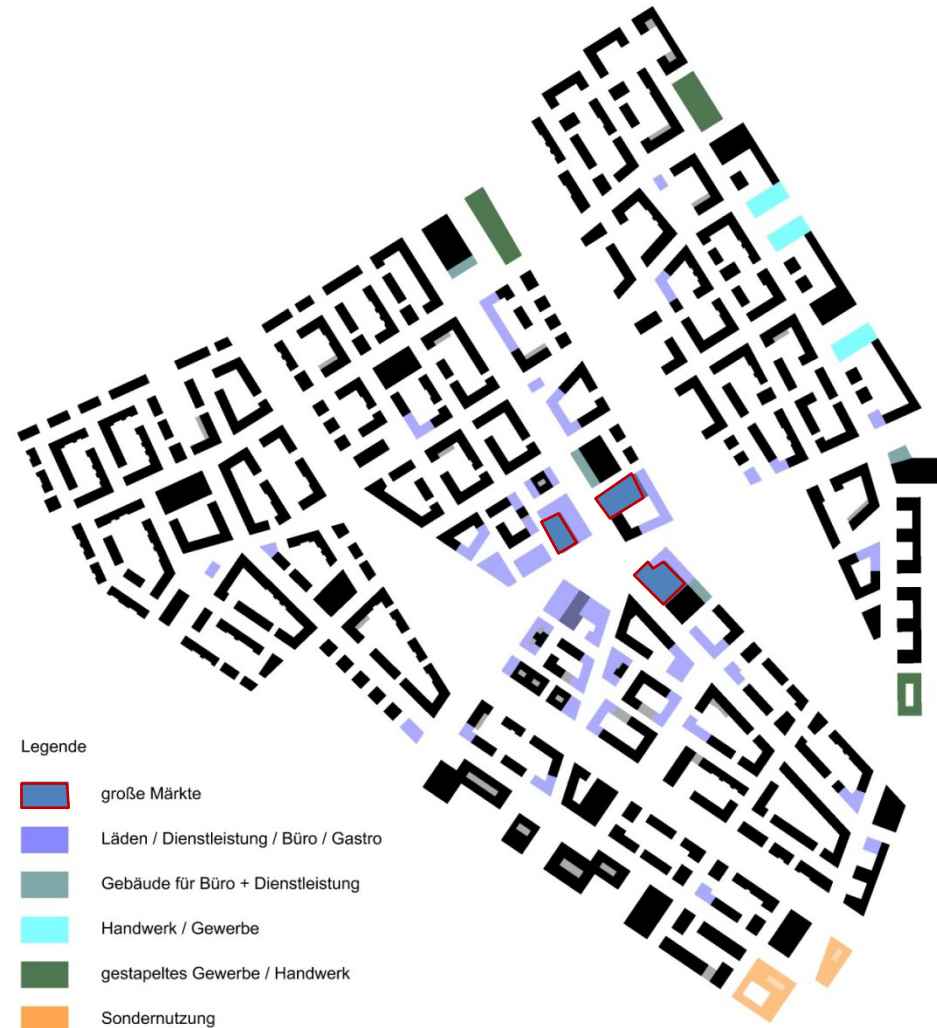 Legende
große Märkte
Läden / Dienstleistung / Büro / Gastro
Gebäude für Büro + Dienstleistung
Handwerk / Gewerbe
gestapeltes Gewerbe / Handwerk
Sondernutzung